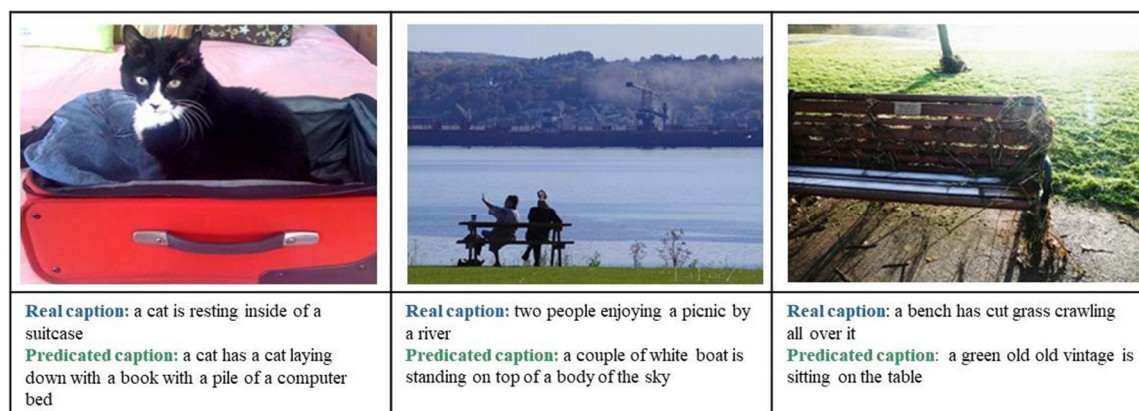 Real caption: a cat is resting inside of a
suitcase
Predicated caption: a cat has a cat laying
down with a book with a pile of a computer
bed
Real caption: two people enjoying a picnic by
a river
Predicated caption: a couple of white boat is
standing on top of a body of the sky
Real caption: a bench has cut grass crawling
all over it
Predicated caption: a green old old vintage is
sitting on the table